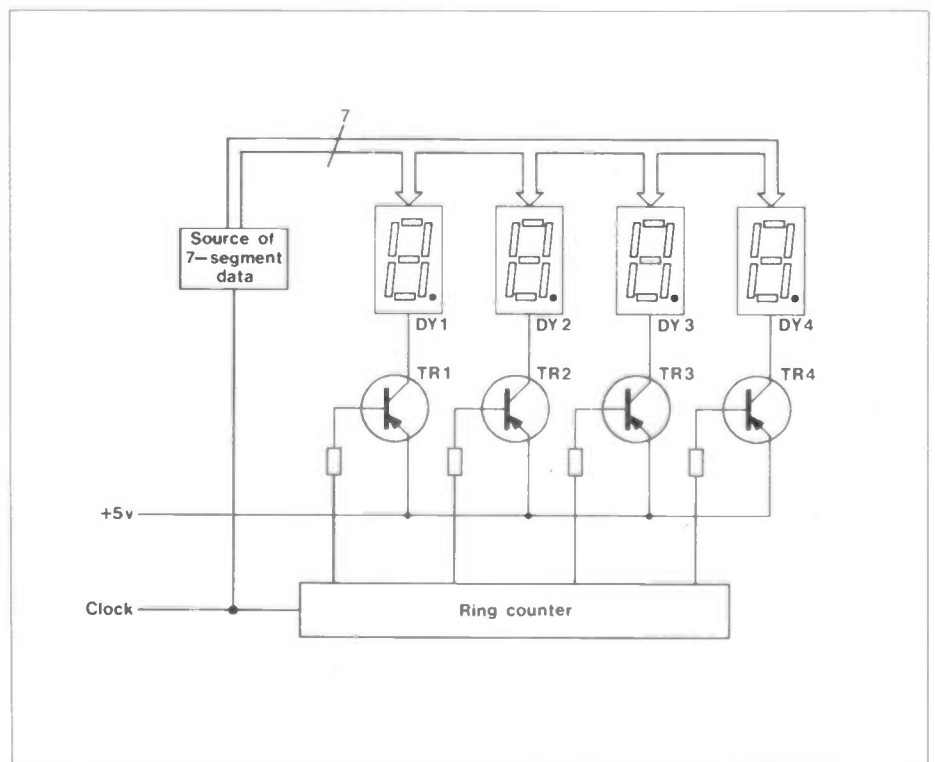 7
Source of
7-segment
data
DY1
DY2
DY3
DY4
TR1
TR2
TR3
TR4
+5v
Clock
Ring counter